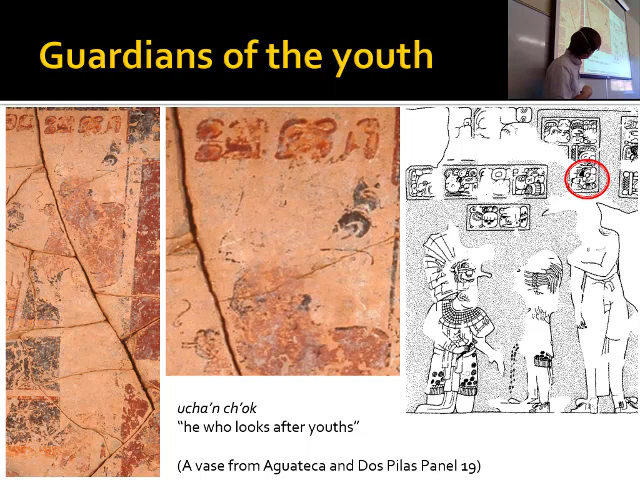 Guardians of the youth
ucha’n ch’ok
“he who looks after youths”
(A vase from Aguateca and Dos Pilas Panel 19)